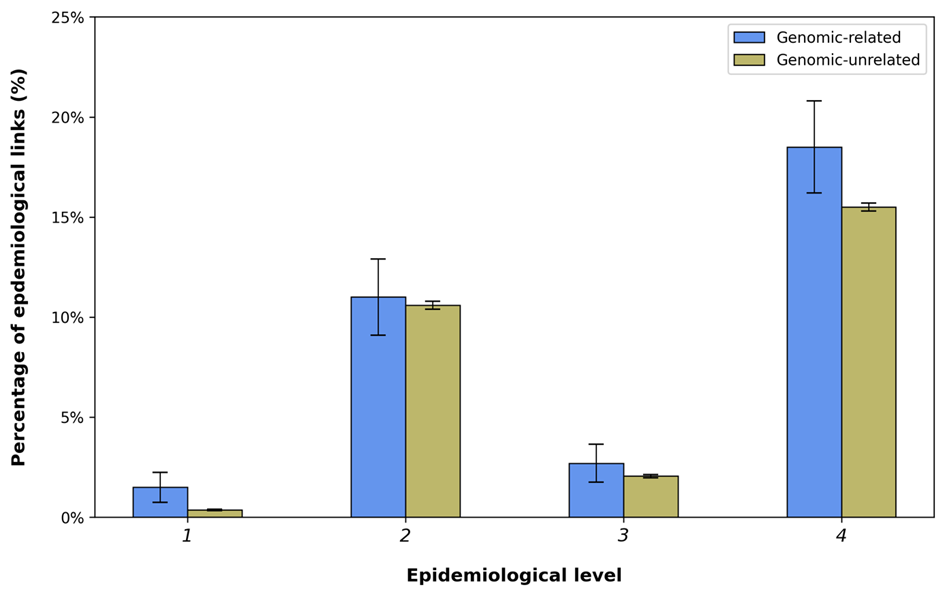 25%
20%
15%
10%
5%
0%
Percentage of epdemiological links (%)
Genomic-related
Genomic-unrelated
1 2 3 4
Epidemiological level